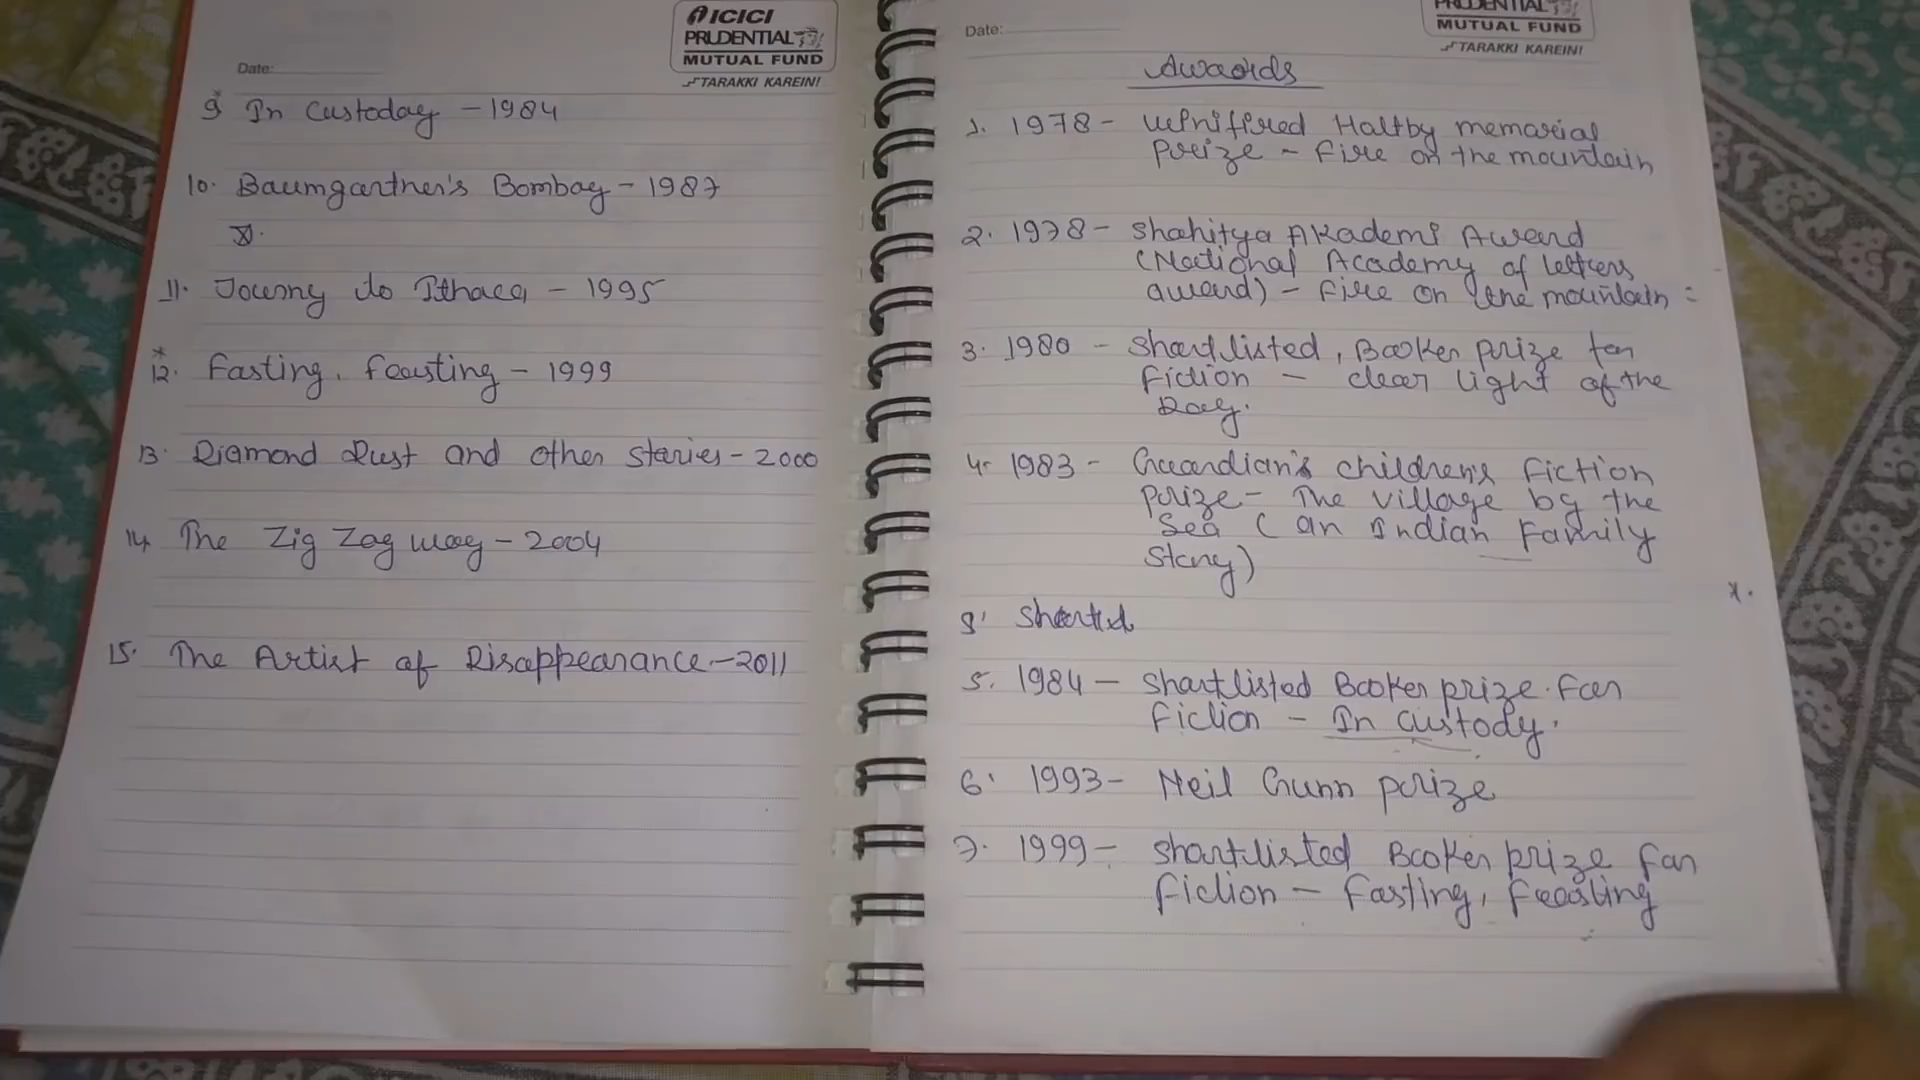 ICICI
PRUDENTIAL
MUTUAL FUND
TARAKKI KAREIN!
Date:
9. In Custoday - 1984
10. Baumgartner's Bombay - 1987
11. Journy to Ithaca - 1995
12. Fasting, Feasting - 1999
13. Diamond Dust and other stories - 2000
14. The Zig Zag way - 2004
15. The Artist of Disappearance - 2011
PRUDENTIAL
MUTUAL FUND
TARAKKI KAREIN!
Date:
Awards
1. 1978 - Winifired Haltby memorial
prize - Fire on the mountain
2. 1978 - Shahitya Akademi Award
(National Academy of letters
award) - Fire on the mountain
3. 1980 - Shortlisted, Booker prize for
fiction - clear light of the
Day.
4. 1983 - Guardian's children's fiction
prize - The village by the
Sea (an Indian Family
Story)
5. 1984 - Shortlisted Booker prize for
fiction - In custody.
6. 1993 - Neil Gunn prize
7. 1999 - Shortlisted Booker prize for
fiction - Fasting, Feasting